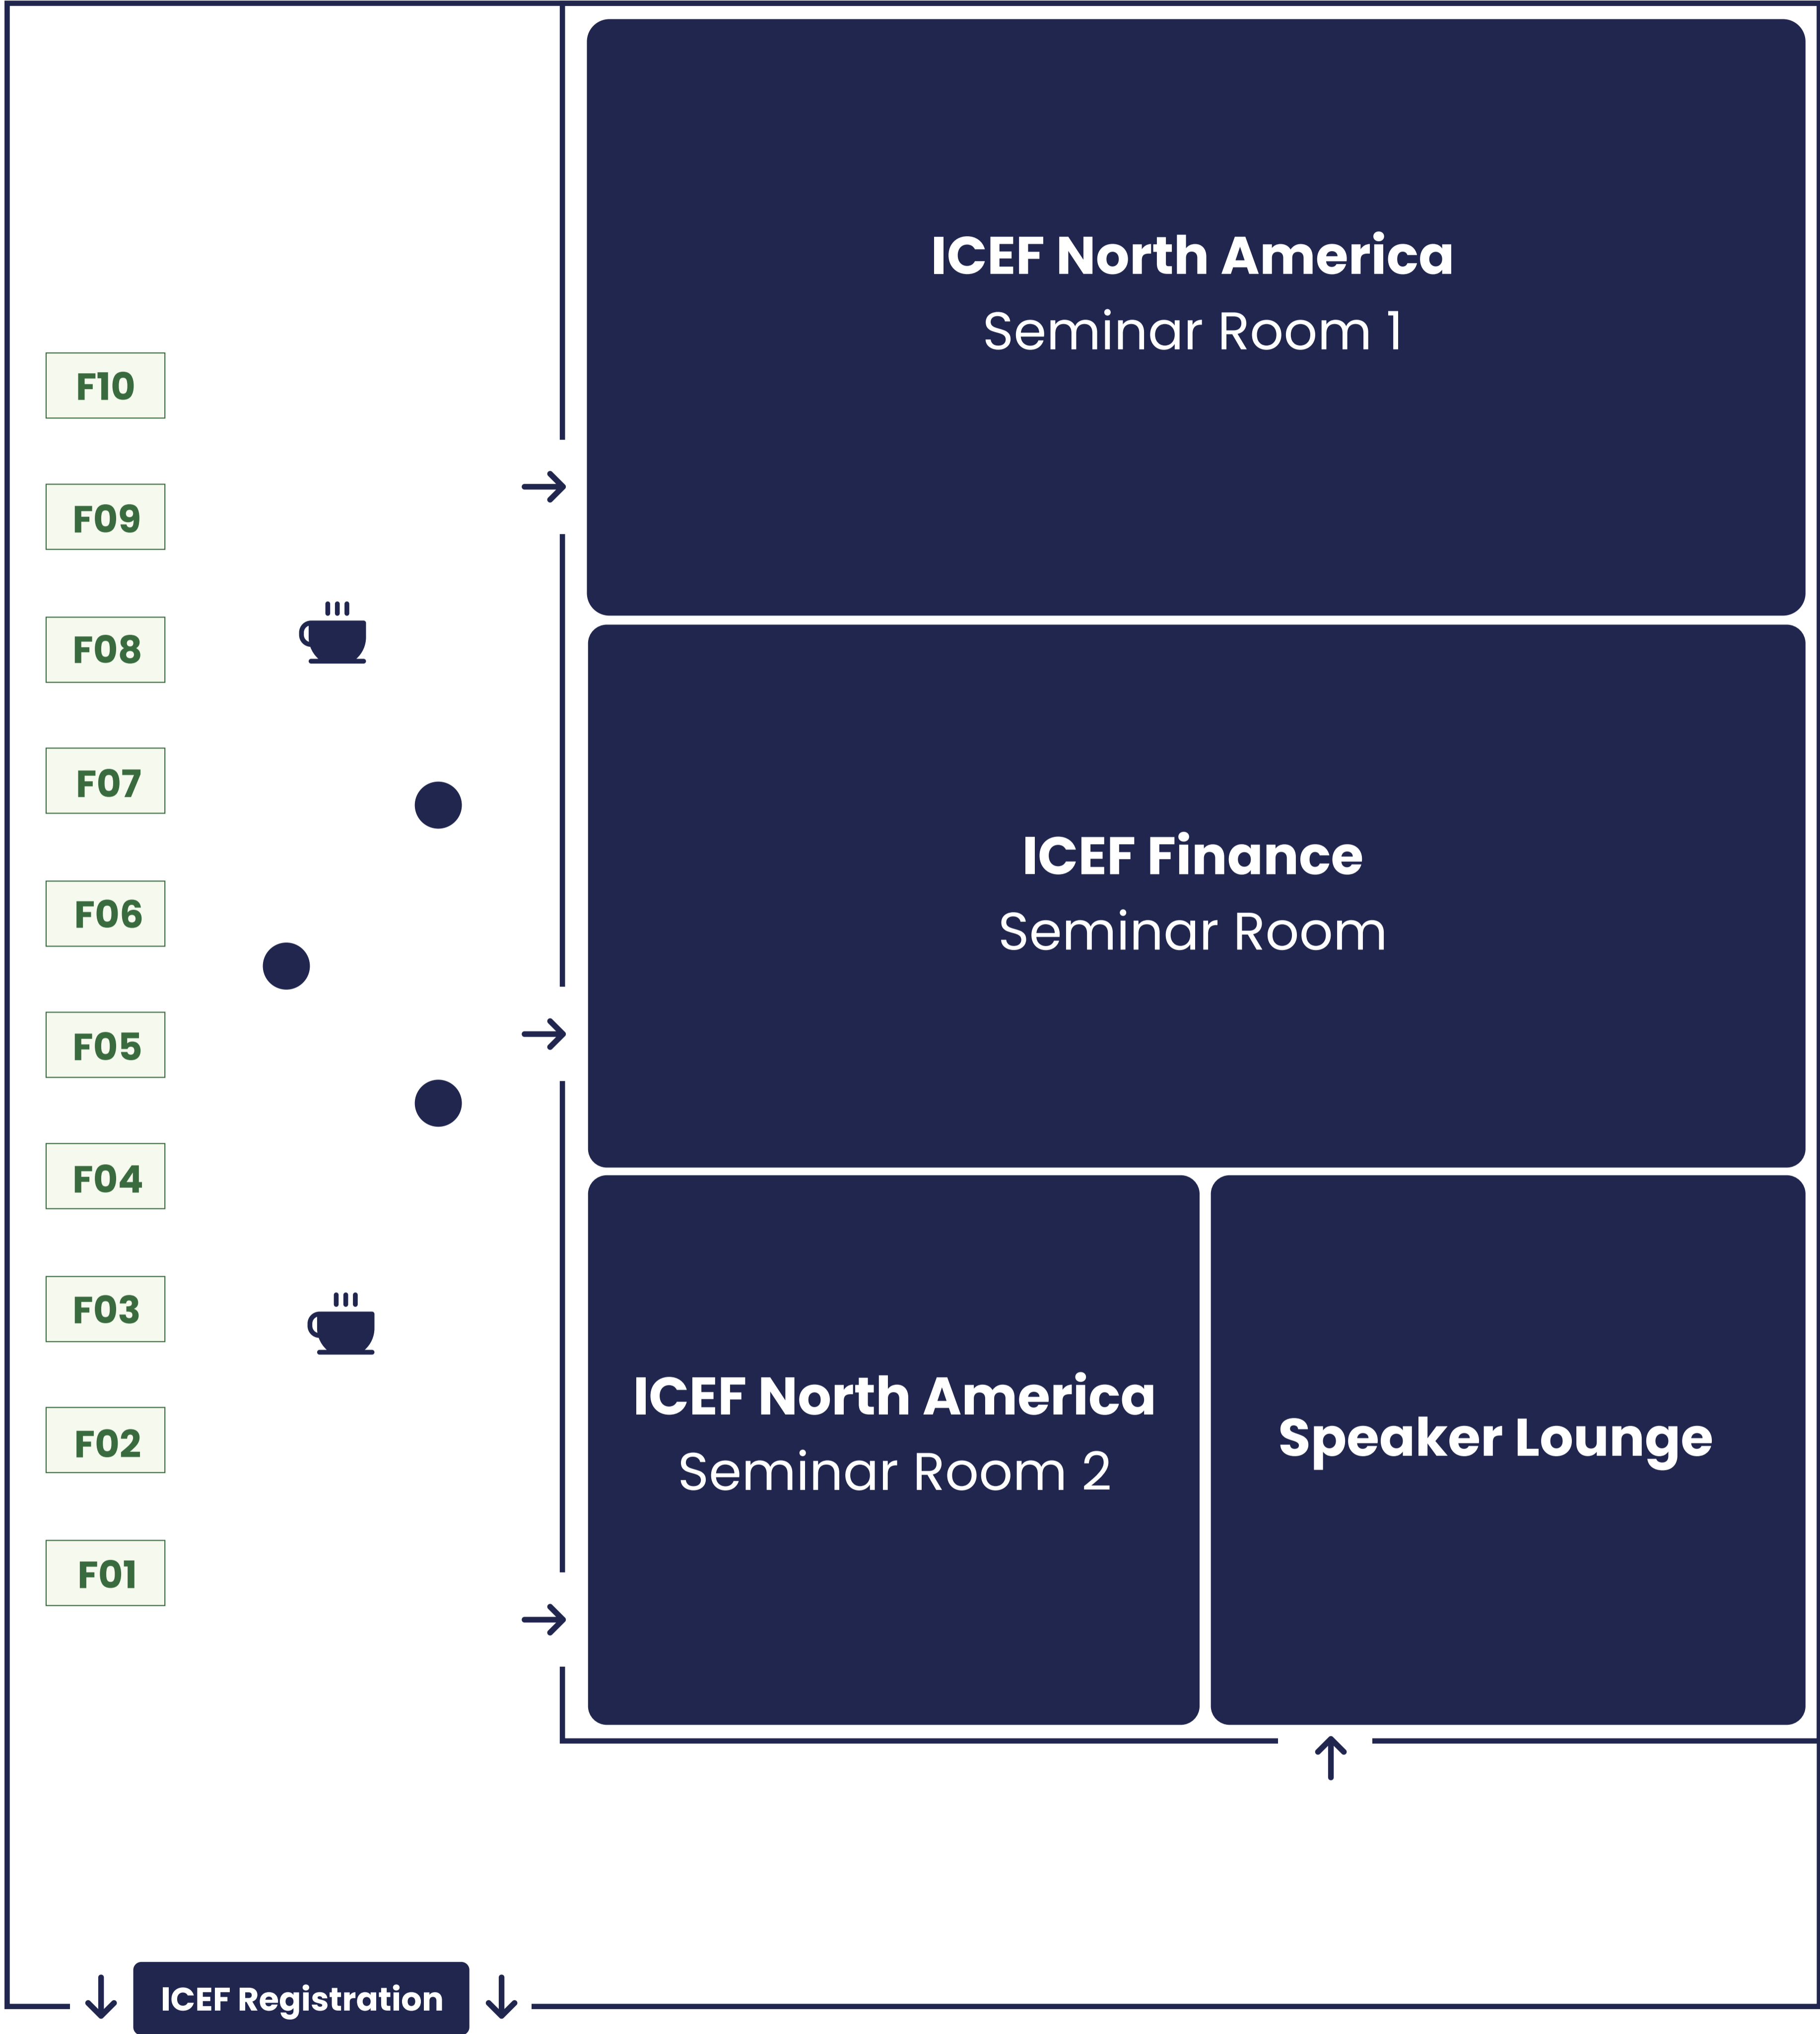 ICEF North America
Seminar Room 1
F10
F09
F08
F07
ICEF Finance
Seminar Room
F06
F05
F04
F03
ICEF North America
Seminar Room 2
Speaker Lounge
F02
F01
ICEF Registration